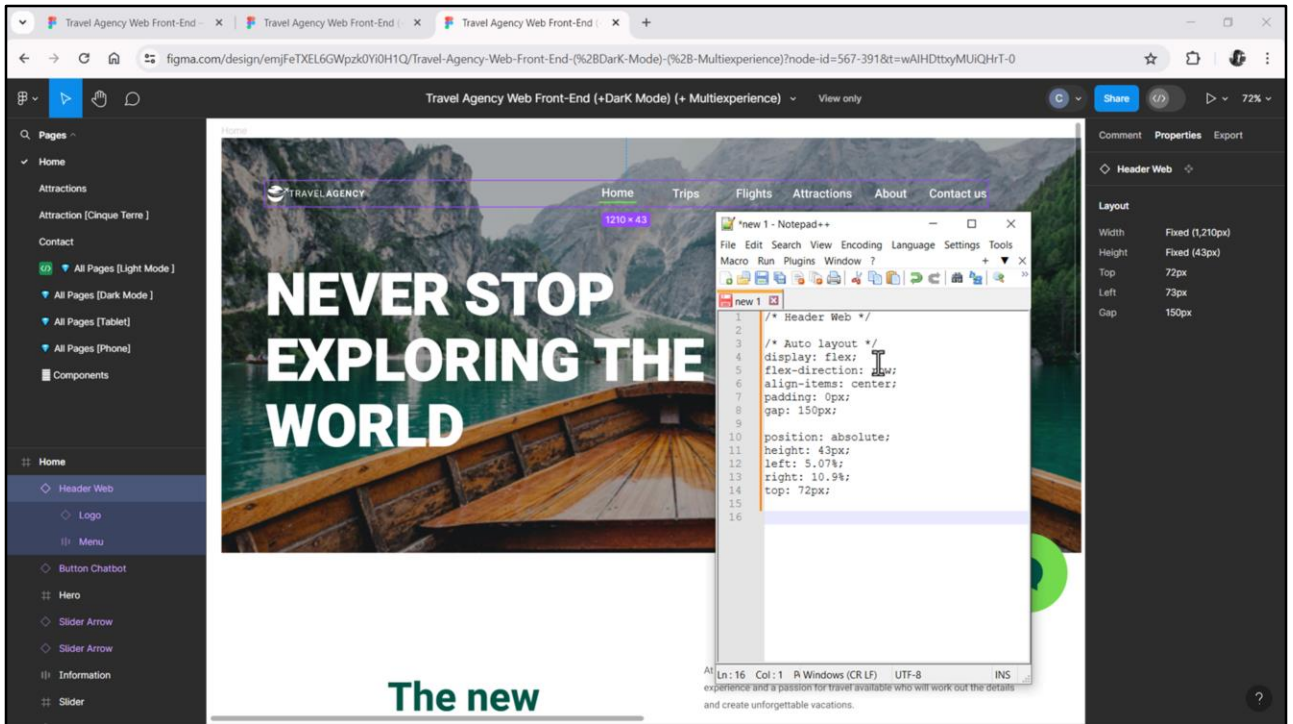 Travel Agency Web Front-End -
Travel Agency Web Front-End (
Travel Agency Web Front-End (
figma.com/design/emjFeTXEL6GWpzk0Yi0H1Q/Travel-Agency-Web-Front-End-(%2BDarK-Mode)-(%2B-Multiexperience)?node-id=567-391&t=wAIHDttxyMUiQHrT-0
Travel Agency Web Front-End (+DarK Mode) (+ Multiexperience)
View only
C
Share
72%
Pages
Home
Attractions
Attraction [Cinque Terre ]
Contact
All Pages [Light Mode ]
All Pages [Dark Mode ]
All Pages [Tablet]
All Pages [Phone]
Components
Home
Header Web
Logo
Menu
Button Chatbot
Hero
Slider Arrow
Slider Arrow
Information
Slider
Home
TRAVELAGENCY
Home Trips Flights Attractions About Contact us
1210 × 43
NEVER STOP
EXPLORING THE
WORLD
The new
At
experience and a passion for travel available who will work out the details
and create unforgettable vacations.
*new 1 - Notepad++
File Edit Search View Encoding Language Settings Tools
Macro Run Plugins Window ?
new 1
1 /* Header Web */
2
3 /* Auto layout */
4 display: flex;
5 flex-direction: row;
6 align-items: center;
7 padding: 0px;
8 gap: 150px;
9
10 position: absolute;
11 height: 43px;
12 left: 5.07%;
13 right: 10.9%;
14 top: 72px;
15
16
Ln : 16 Col : 1 Windows (CR LF) UTF-8 INS
Comment Properties Export
Header Web
Layout
Width Fixed (1,210px)
Height Fixed (43px)
Top 72px
Left 73px
Gap 150px
?